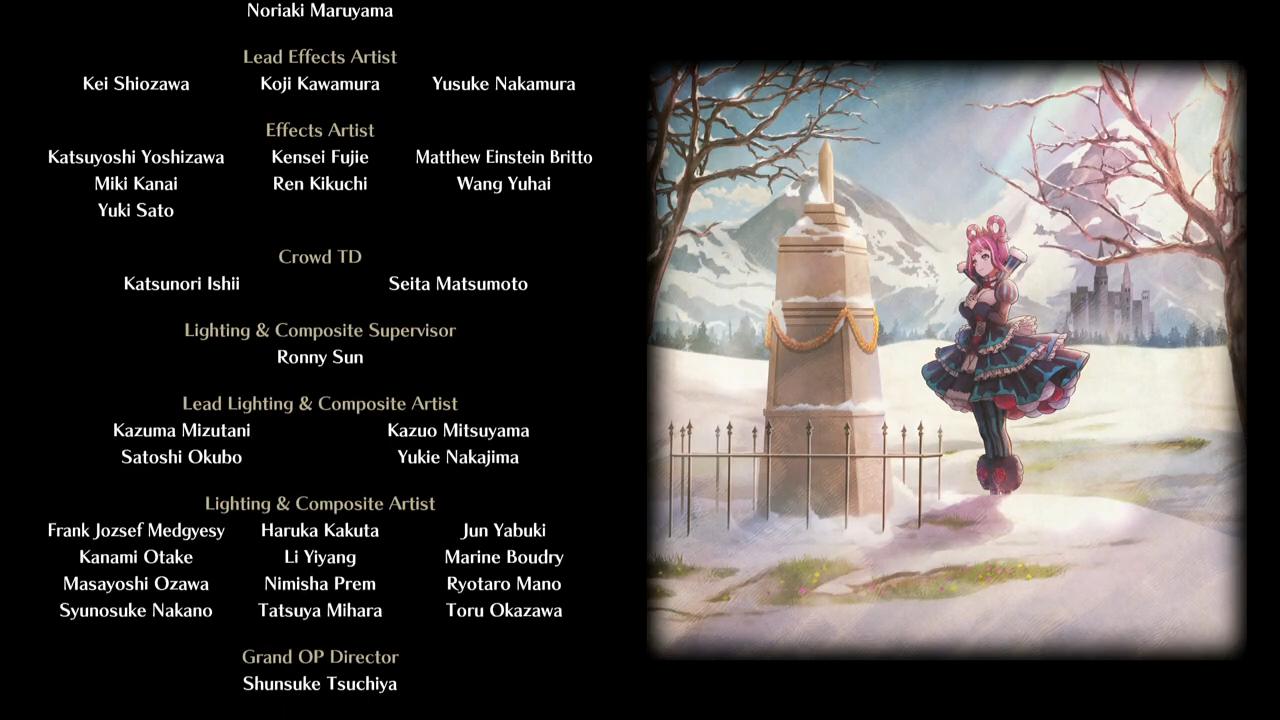 Noriaki Maruyama
Lead Effects Artist
Kei Shiozawa Koji Kawamura Yusuke Nakamura
Effects Artist
Katsuyoshi Yoshizawa Kensei Fujie Matthew Einstein Britto
Miki Kanai Ren Kikuchi Wang Yuhai
Yuki Sato
Crowd TD
Katsunori Ishii Seita Matsumoto
Lighting & Composite Supervisor
Ronny Sun
Lead Lighting & Composite Artist
Kazuma Mizutani Kazuo Mitsuyama
Satoshi Okubo Yukie Nakajima
Lighting & Composite Artist
Frank Jozsef Medgyesy Haruka Kakuta Jun Yabuki
Kanami Otake Li Yiyang Marine Boudry
Masayoshi Ozawa Nimisha Prem Ryotaro Mano
Syunosuke Nakano Tatsuya Mihara Toru Okazawa
Grand OP Director
Shunsuke Tsuchiya